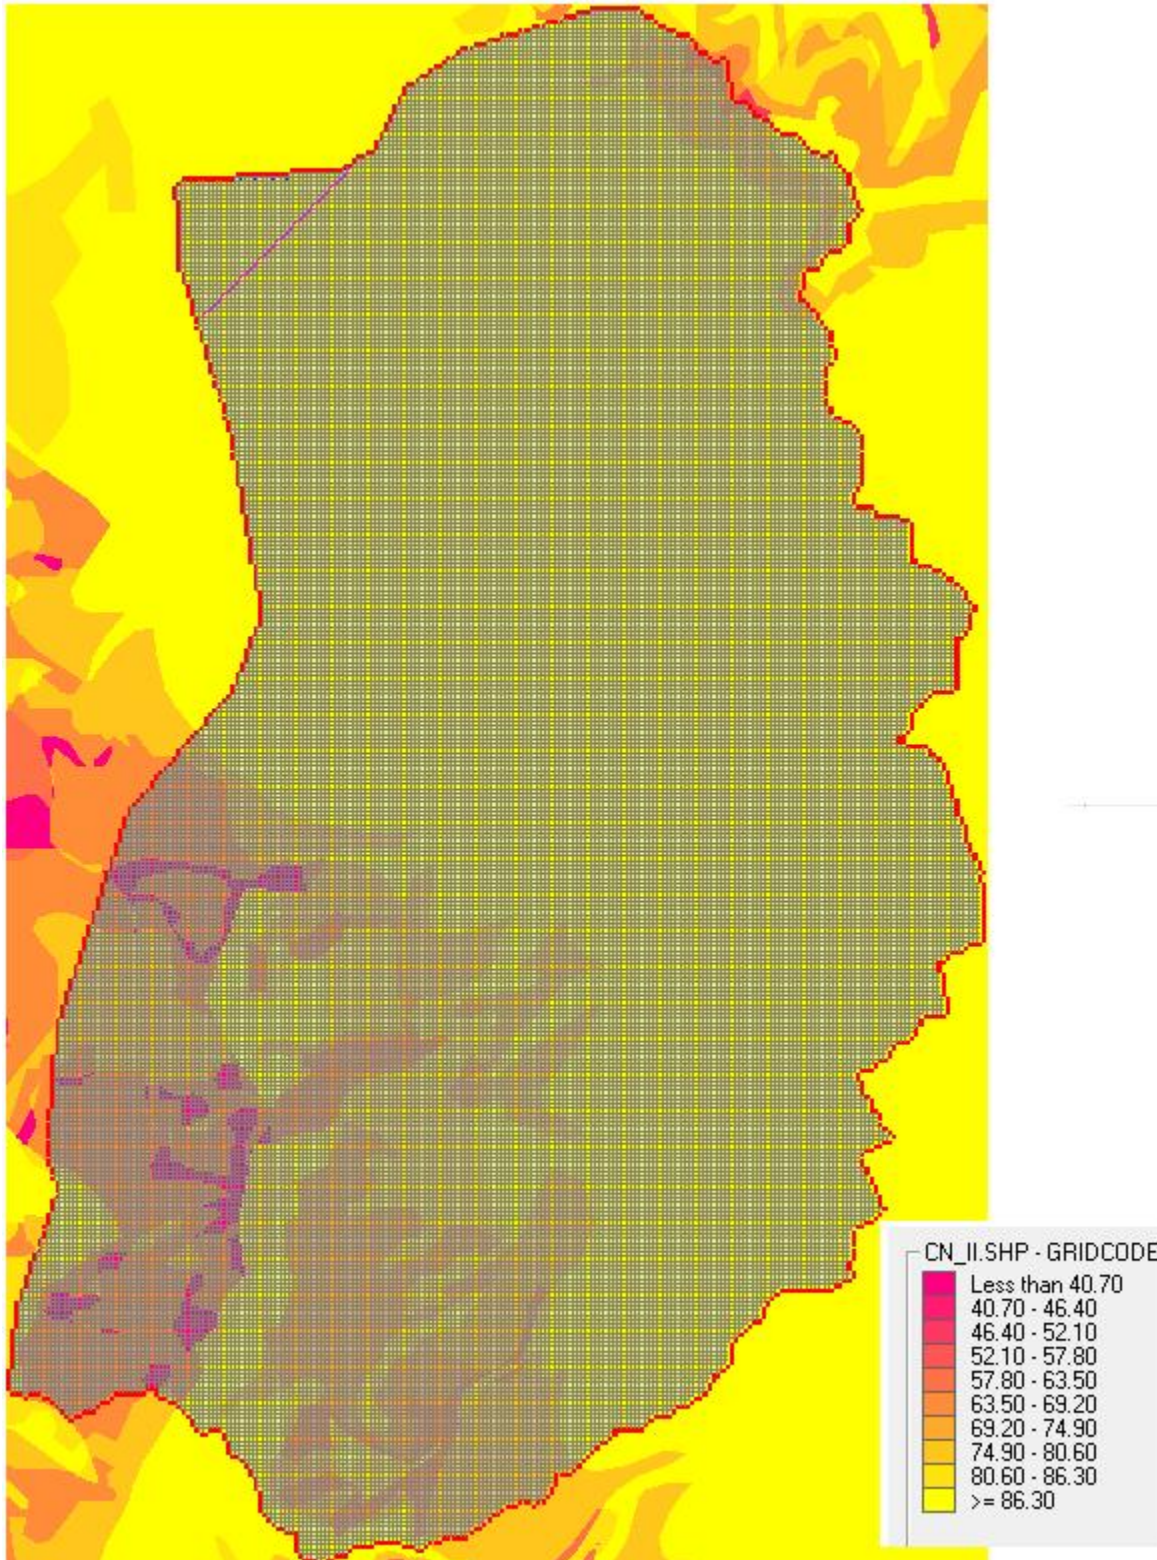 CN_II.SHP - GRIDCODE
Less than 40.70
40.70 - 46.40
46.40 - 52.10
52.10 - 57.80
57.80 - 63.50
63.50 - 69.20
69.20 - 74.90
74.90 - 80.60
80.60 - 86.30
>= 86.30